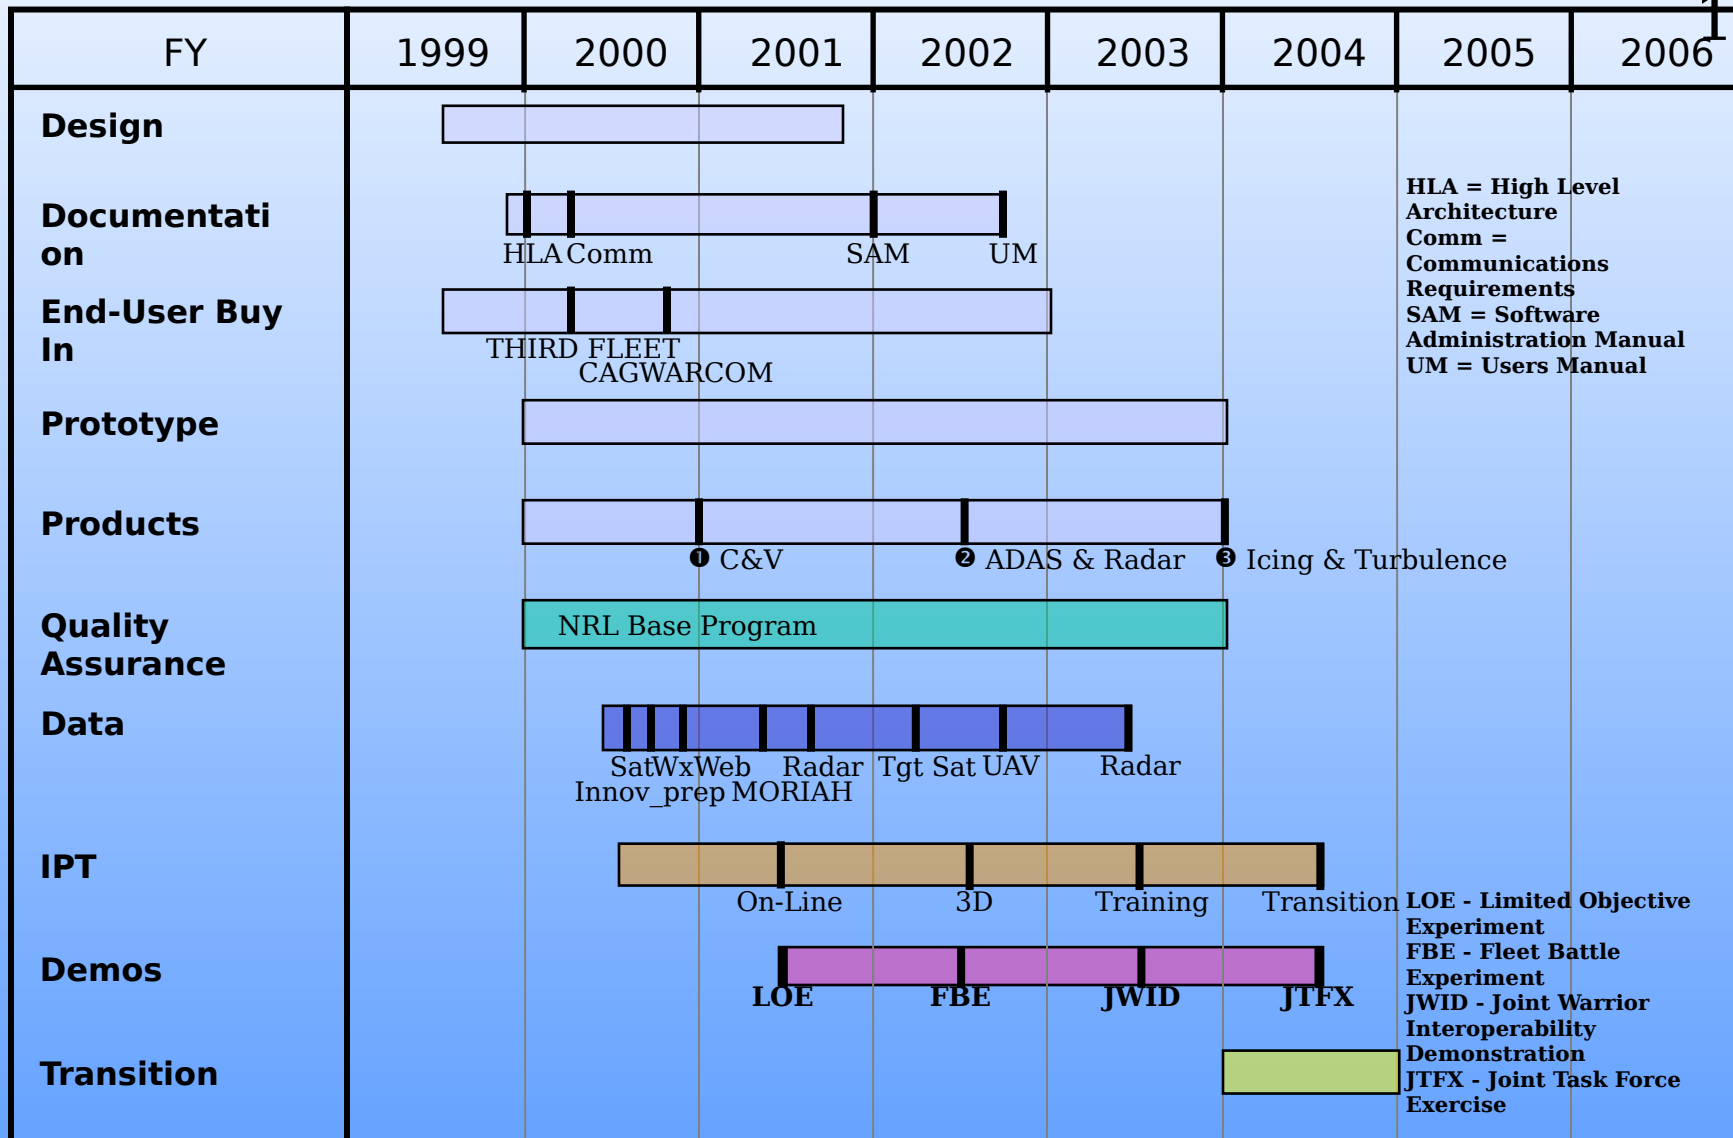 1
FY 1999 2000 2001 2002 2003 2004 2005 2006
Design
Documentati
on
HLA Comm SAM UM
HLA = High Level
Architecture
Comm =
Communications
Requirements
SAM = Software
Administration Manual
UM = Users Manual
End-User Buy
In
THIRD FLEET
CAGWARCOM
Prototype
Products
❶ C&V ❷ ADAS & Radar ❸ Icing & Turbulence
Quality
Assurance
NRL Base Program
Data
Sat WxWeb Radar Tgt Sat UAV Radar
Innov_prep MORIAH
IPT
On-Line 3D Training Transition
Demos
LOE FBE JWID JTFX
LOE - Limited Objective
Experiment
FBE - Fleet Battle
Experiment
JWID - Joint Warrior
Interoperability
Demonstration
JTFX - Joint Task Force
Exercise
Transition